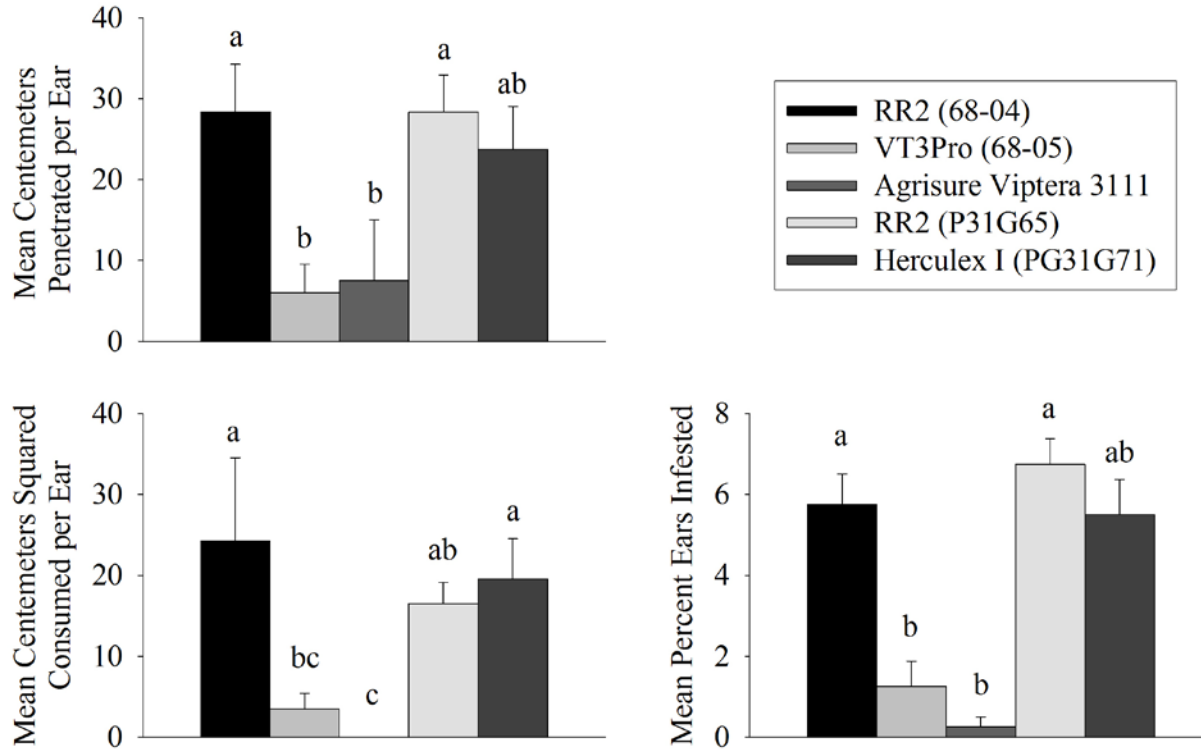 Mean Centemeters
Penetrated per Ear
40
30
20
10
0
a
b
b
a
ab
RR2 (68-04)
VT3Pro (68-05)
Agrisure Viptera 3111
RR2 (P31G65)
Herculex I (PG31G71)
Mean Centemeters Squared
Consumed per Ear
40
30
20
10
0
a
bc
c
ab
a
Mean Percent Ears Infested
8
6
4
2
0
a
b
b
a
ab